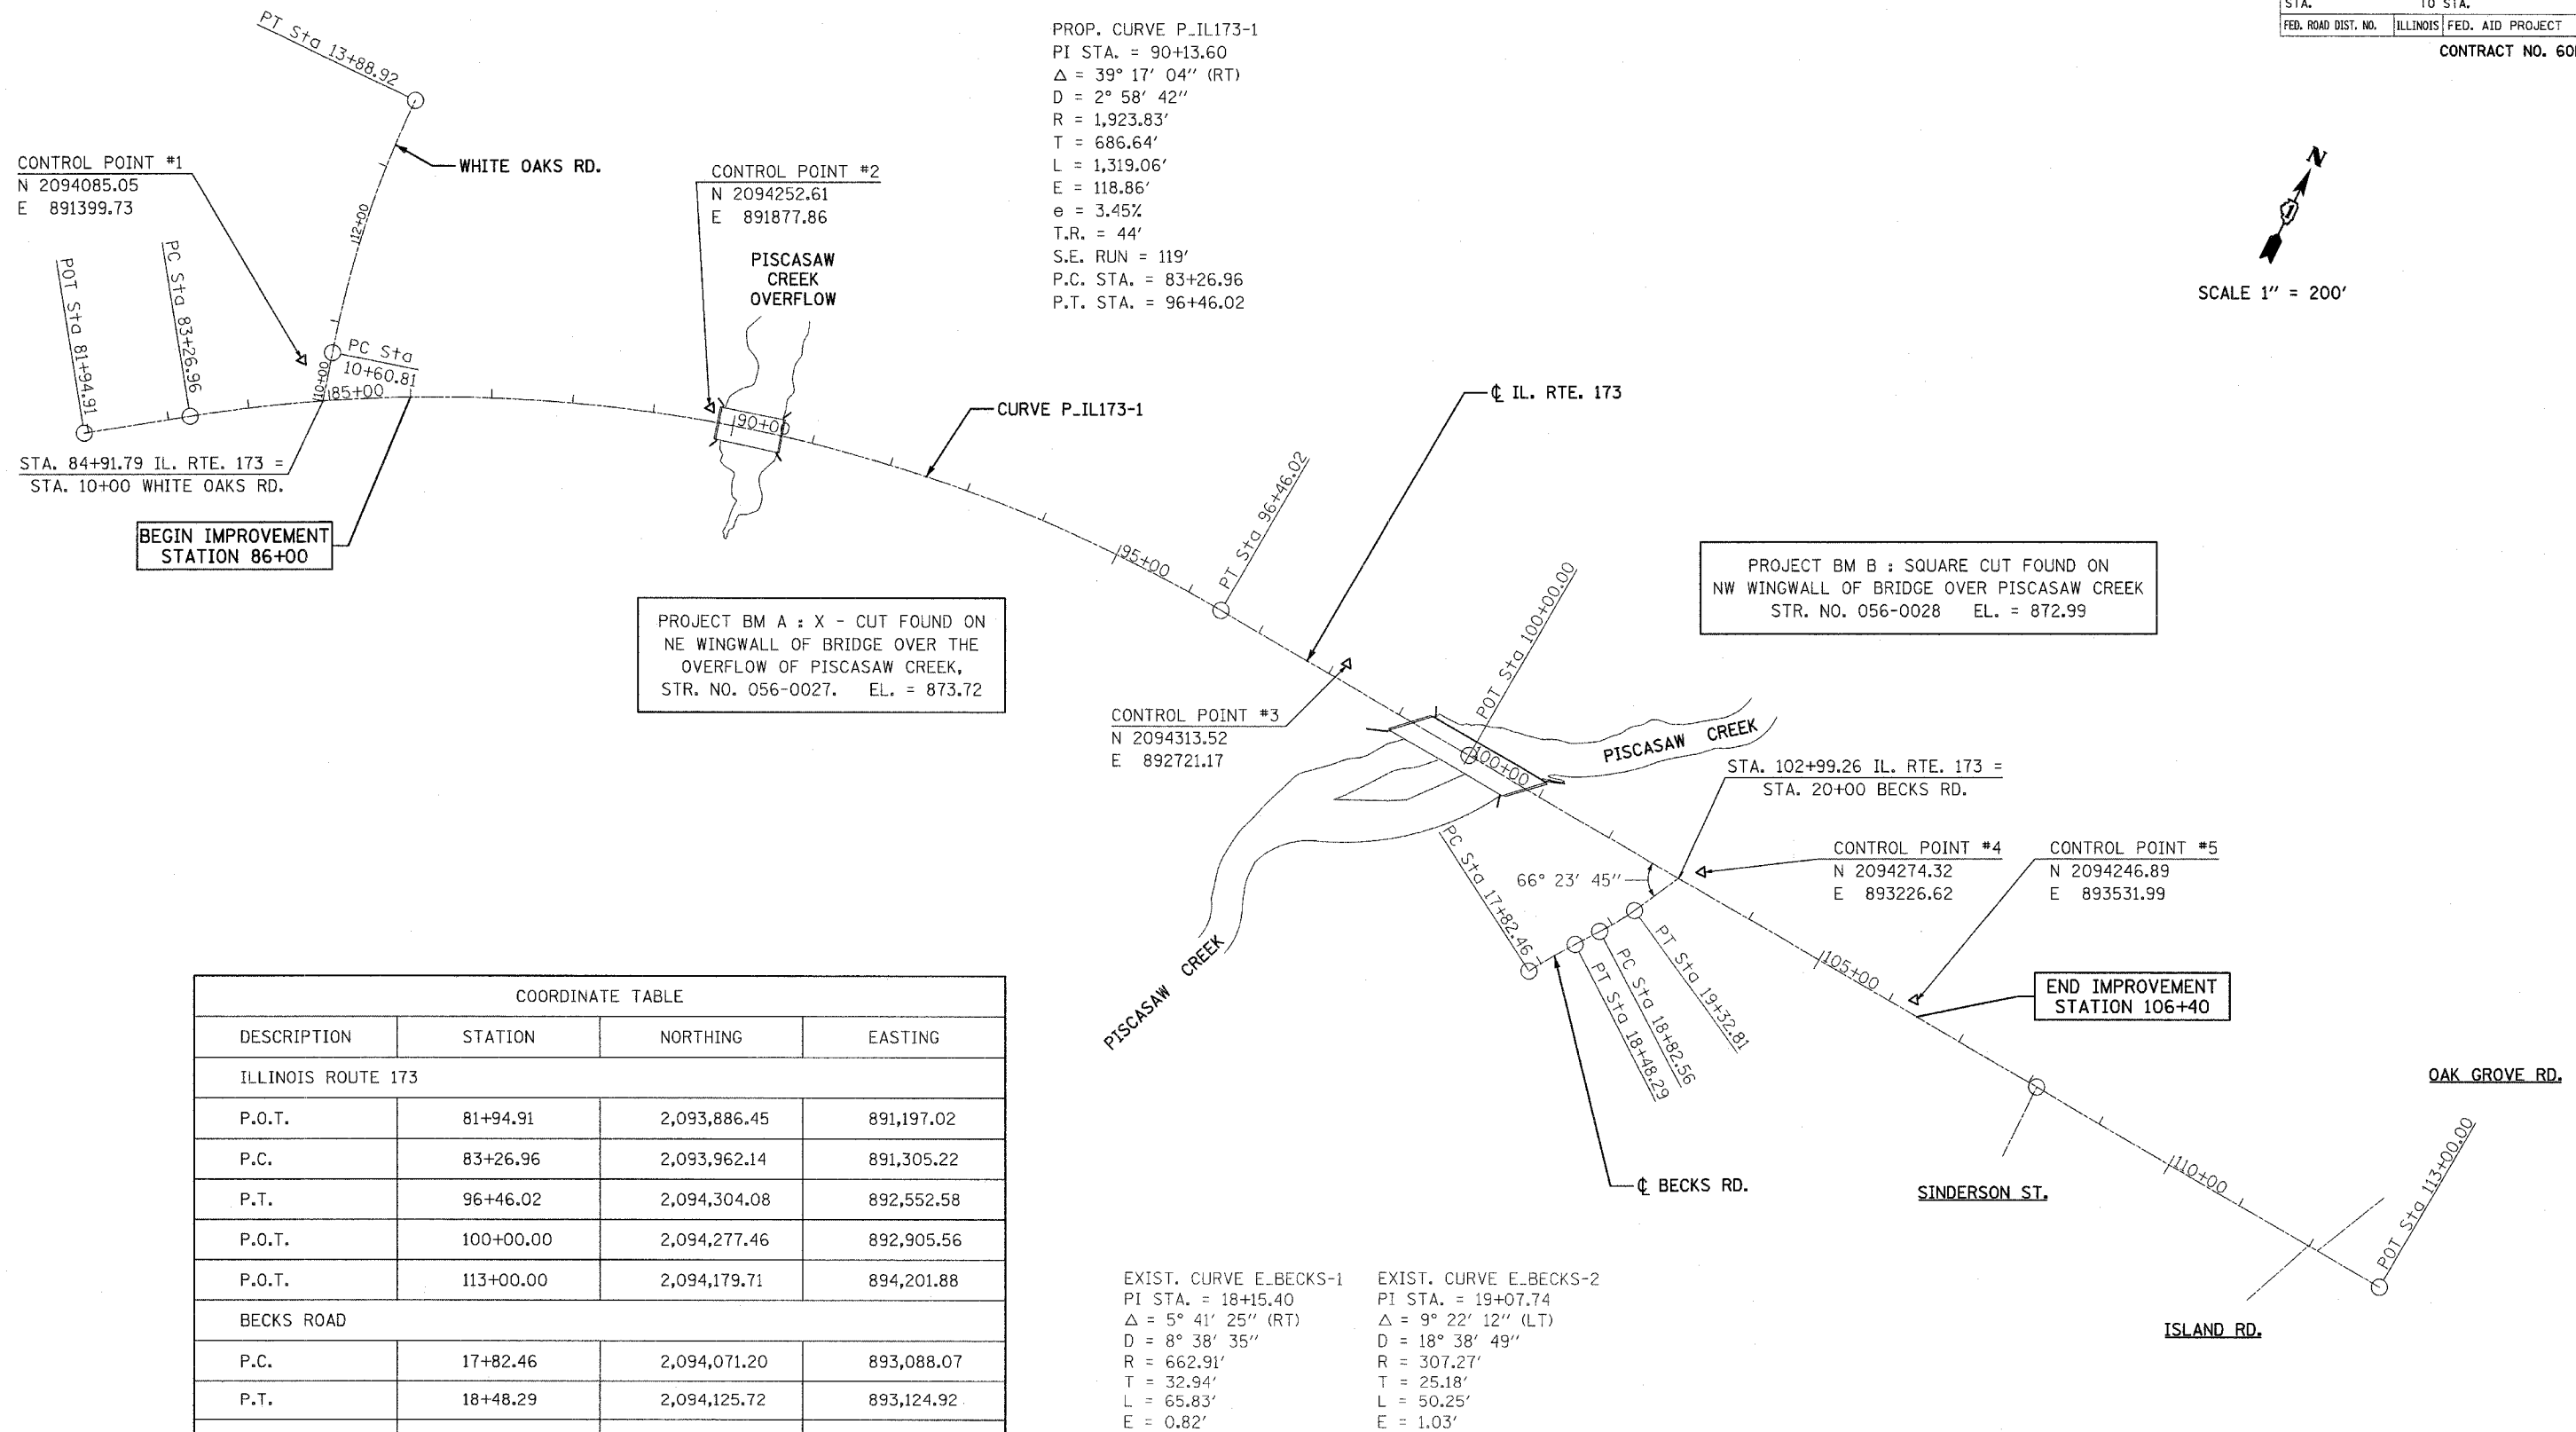 STA. TO STA.
FED. ROAD DIST. NO. ILLINOIS FED. AID PROJECT
CONTRACT NO.
PT Sta 13+88.92
WHITE OAKS RD.
CONTROL POINT #1
N 2094085.05
E 891399.73
12+00
POT Sta 81+94.91
PC Sta 83+26.96
10+00
PC Sta
10+60.81
85+00
STA. 84+91.79 IL. RTE. 173 =
STA. 10+00 WHITE OAKS RD.
BEGIN IMPROVEMENT
STATION 86+00
CONTROL POINT #2
N 2094252.61
E 891877.86
PISCASAW
CREEK
OVERFLOW
90+00
PROP. CURVE P_IL173-1
PI STA. = 90+13.60
Δ = 39° 17' 04" (RT)
D = 2° 58' 42"
R = 1,923.83'
T = 686.64'
L = 1,319.06'
E = 118.86'
e = 3.45%
T.R. = 44'
S.E. RUN = 119'
P.C. STA. = 83+26.96
P.T. STA. = 96+46.02
N
1
SCALE 1" = 200'
CURVE P_IL173-1
℄ IL. RTE. 173
95+00
PT Sta 96+46.02
PROJECT BM A : X - CUT FOUND ON
NE WINGWALL OF BRIDGE OVER THE
OVERFLOW OF PISCASAW CREEK,
STR. NO. 056-0027. EL. = 873.72
PROJECT BM B : SQUARE CUT FOUND ON
NW WINGWALL OF BRIDGE OVER PISCASAW CREEK
STR. NO. 056-0028 EL. = 872.99
CONTROL POINT #3
N 2094313.52
E 892721.17
POT Sta 100+00.00
100+00
PISCASAW CREEK
PISCASAW CREEK
STA. 102+99.26 IL. RTE. 173 =
STA. 20+00 BECKS RD.
CONTROL POINT #4
N 2094274.32
E 893226.62
CONTROL POINT #5
N 2094246.89
E 893531.99
66° 23' 45"
PC Sta 17+82.46
PT Sta 18+48.29
PC Sta 18+82.56
PT Sta 19+32.81
105+00
END IMPROVEMENT
STATION 106+40
℄ BECKS RD.
SINDERSON ST.
OAK GROVE RD.
110+00
POT Sta 113+00.00
ISLAND RD.
COORDINATE TABLE
DESCRIPTION STATION NORTHING EASTING
ILLINOIS ROUTE 173
P.O.T. 81+94.91 2,093,886.45 891,197.02
P.C. 83+26.96 2,093,962.14 891,305.22
P.T. 96+46.02 2,094,304.08 892,552.58
P.O.T. 100+00.00 2,094,277.46 892,905.56
P.O.T. 113+00.00 2,094,179.71 894,201.88
BECKS ROAD
P.C. 17+82.46 2,094,071.20 893,088.07
P.T. 18+48.29 2,094,125.72 893,124.92
EXIST. CURVE E_BECKS-1
PI STA. = 18+15.40
Δ = 5° 41' 25" (RT)
D = 8° 38' 35"
R = 662.91'
T = 32.94'
L = 65.83'
E = 0.82'
EXIST. CURVE E_BECKS-2
PI STA. = 19+07.74
Δ = 9° 22' 12" (LT)
D = 18° 38' 49"
R = 307.27'
T = 25.18'
L = 50.25'
E = 1.03'